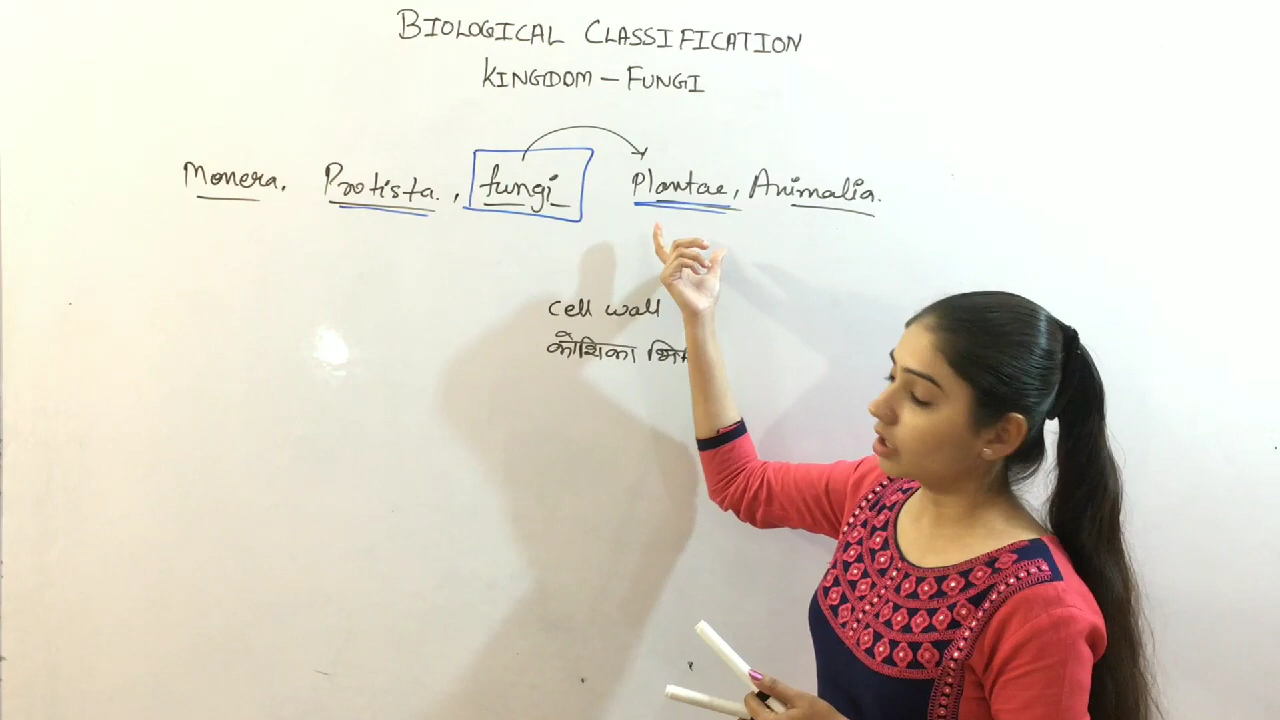 BIOLOGICAL CLASSIFICATION
KINGDOM – FUNGI
Monera, Protista, fungi Plantae, Animalia.
cell wall
कोशिका